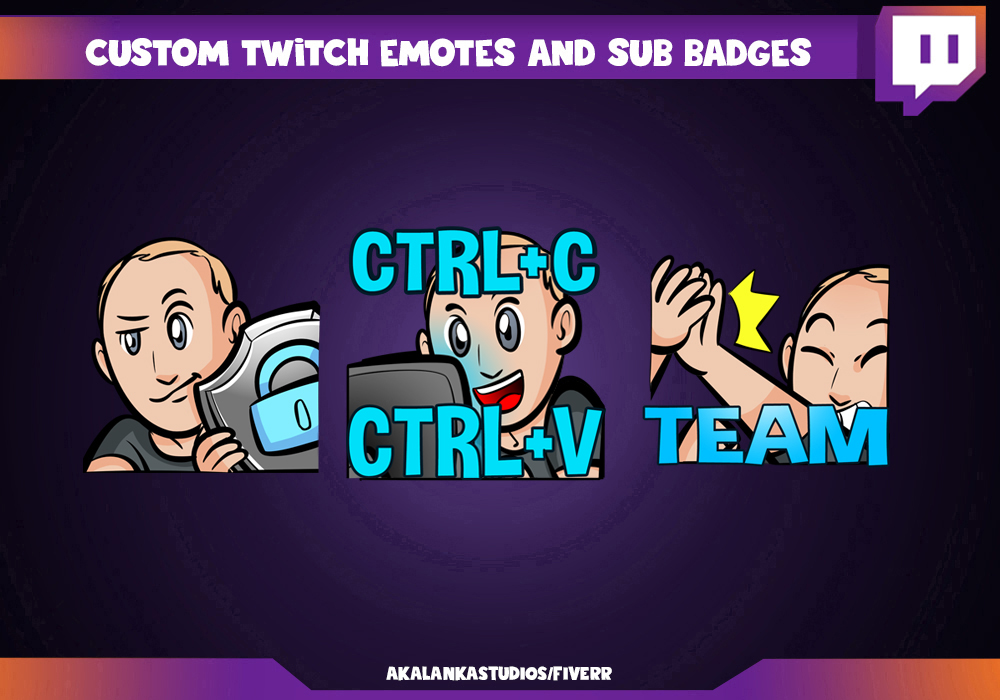 CUSTOM TWITCH EMOTES AND SUB BADGES
CTRL+C
CTRL+V
TEAM
AKALANKASTUDIOS/FIVERR